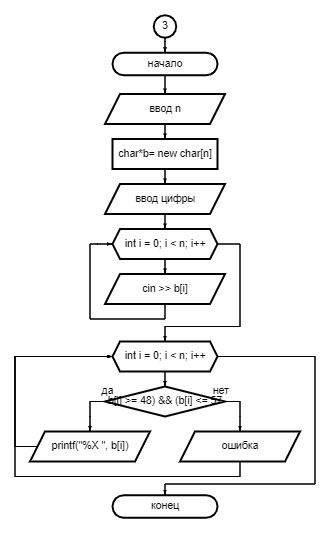 3
начало
ввод n
char*b= new char[n]
ввод цифры
int i = 0; i < n; i++
cin >> b[i]
int i = 0; i < n; i++
да нет
b[i] >= 48) && (b[i] <= 57
printf("%X ", b[i])
ошибка
конец